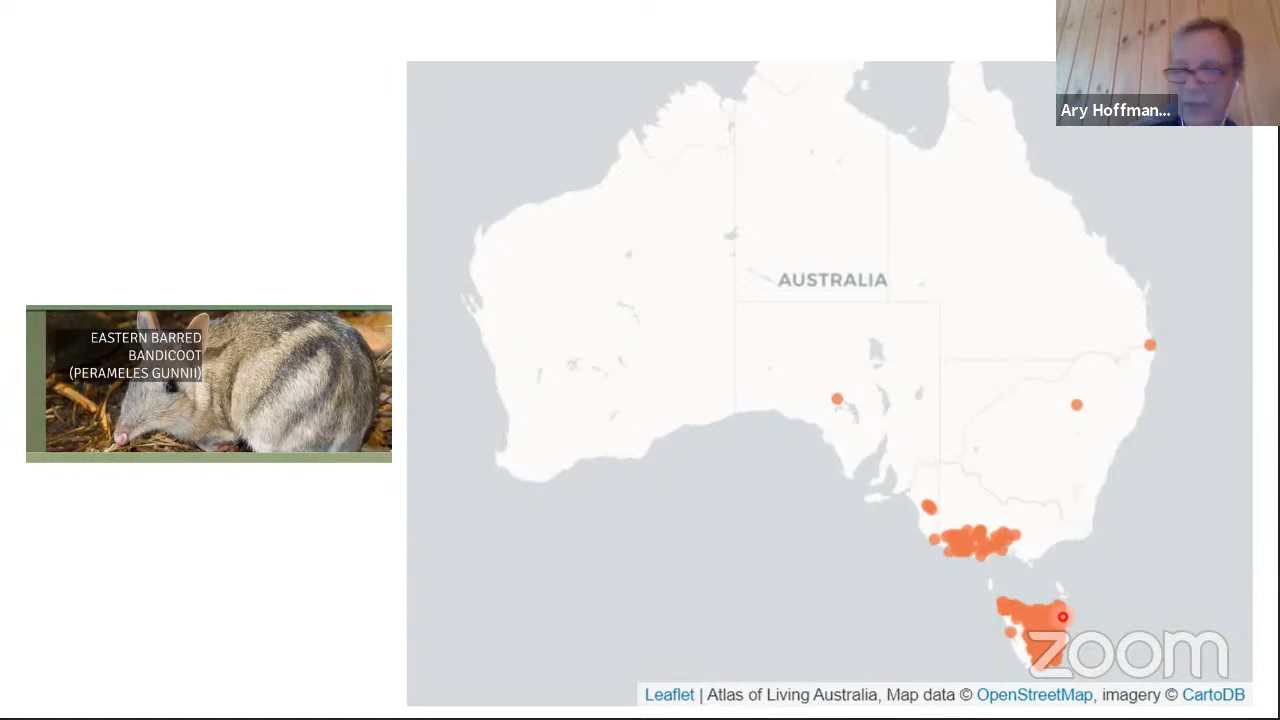 Ary Hoffman...
AUSTRALIA
EASTERN BARRED
BANDICOOT
(PERAMELES GUNNII)
zoom
Leaflet | Atlas of Living Australia, Map data © OpenStreetMap, imagery © CartoDB